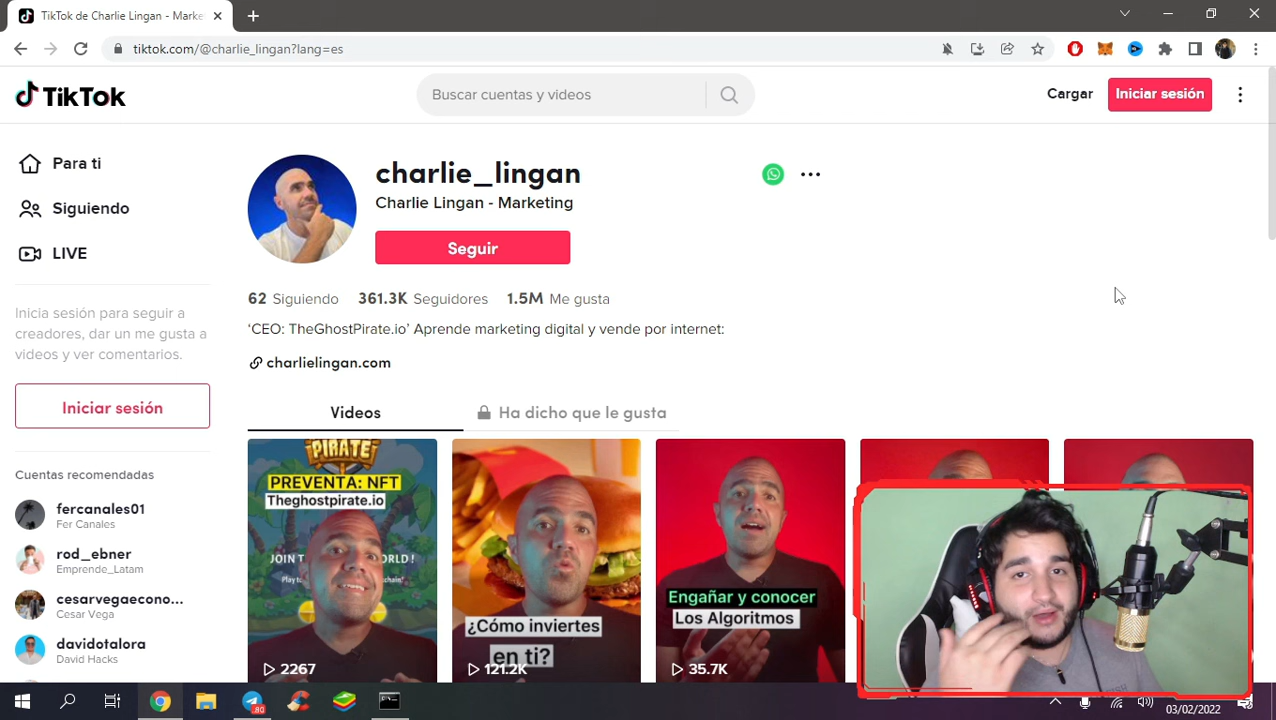 TikTok de Charlie Lingan - Marke
tiktok.com/@charlie_lingan?lang=es
TikTok
Buscar cuentas y videos
Cargar
Iniciar sesión
Para ti
Siguiendo
LIVE
Inicia sesión para seguir a
creadores, dar un me gusta a
videos y ver comentarios.
Iniciar sesión
Cuentas recomendadas
fercanales01
Fer Canales
rod_ebner
Emprende_Latam
cesarvegaecono...
Cesar Vega
davidotalora
David Hacks
charlie_lingan
Charlie Lingan - Marketing
Seguir
62 Siguiendo 361.3K Seguidores 1.5M Me gusta
‘CEO: TheGhostPirate.io’ Aprende marketing digital y vende por internet:
charlielingan.com
Videos
Ha dicho que le gusta
PIRATE
PREVENTA: NFT
Theghostpirate.io
2267
¿Cómo inviertes
en ti?
121.2K
Engañar y conocer
Los Algoritmos
35.7K
80
03/02/2022